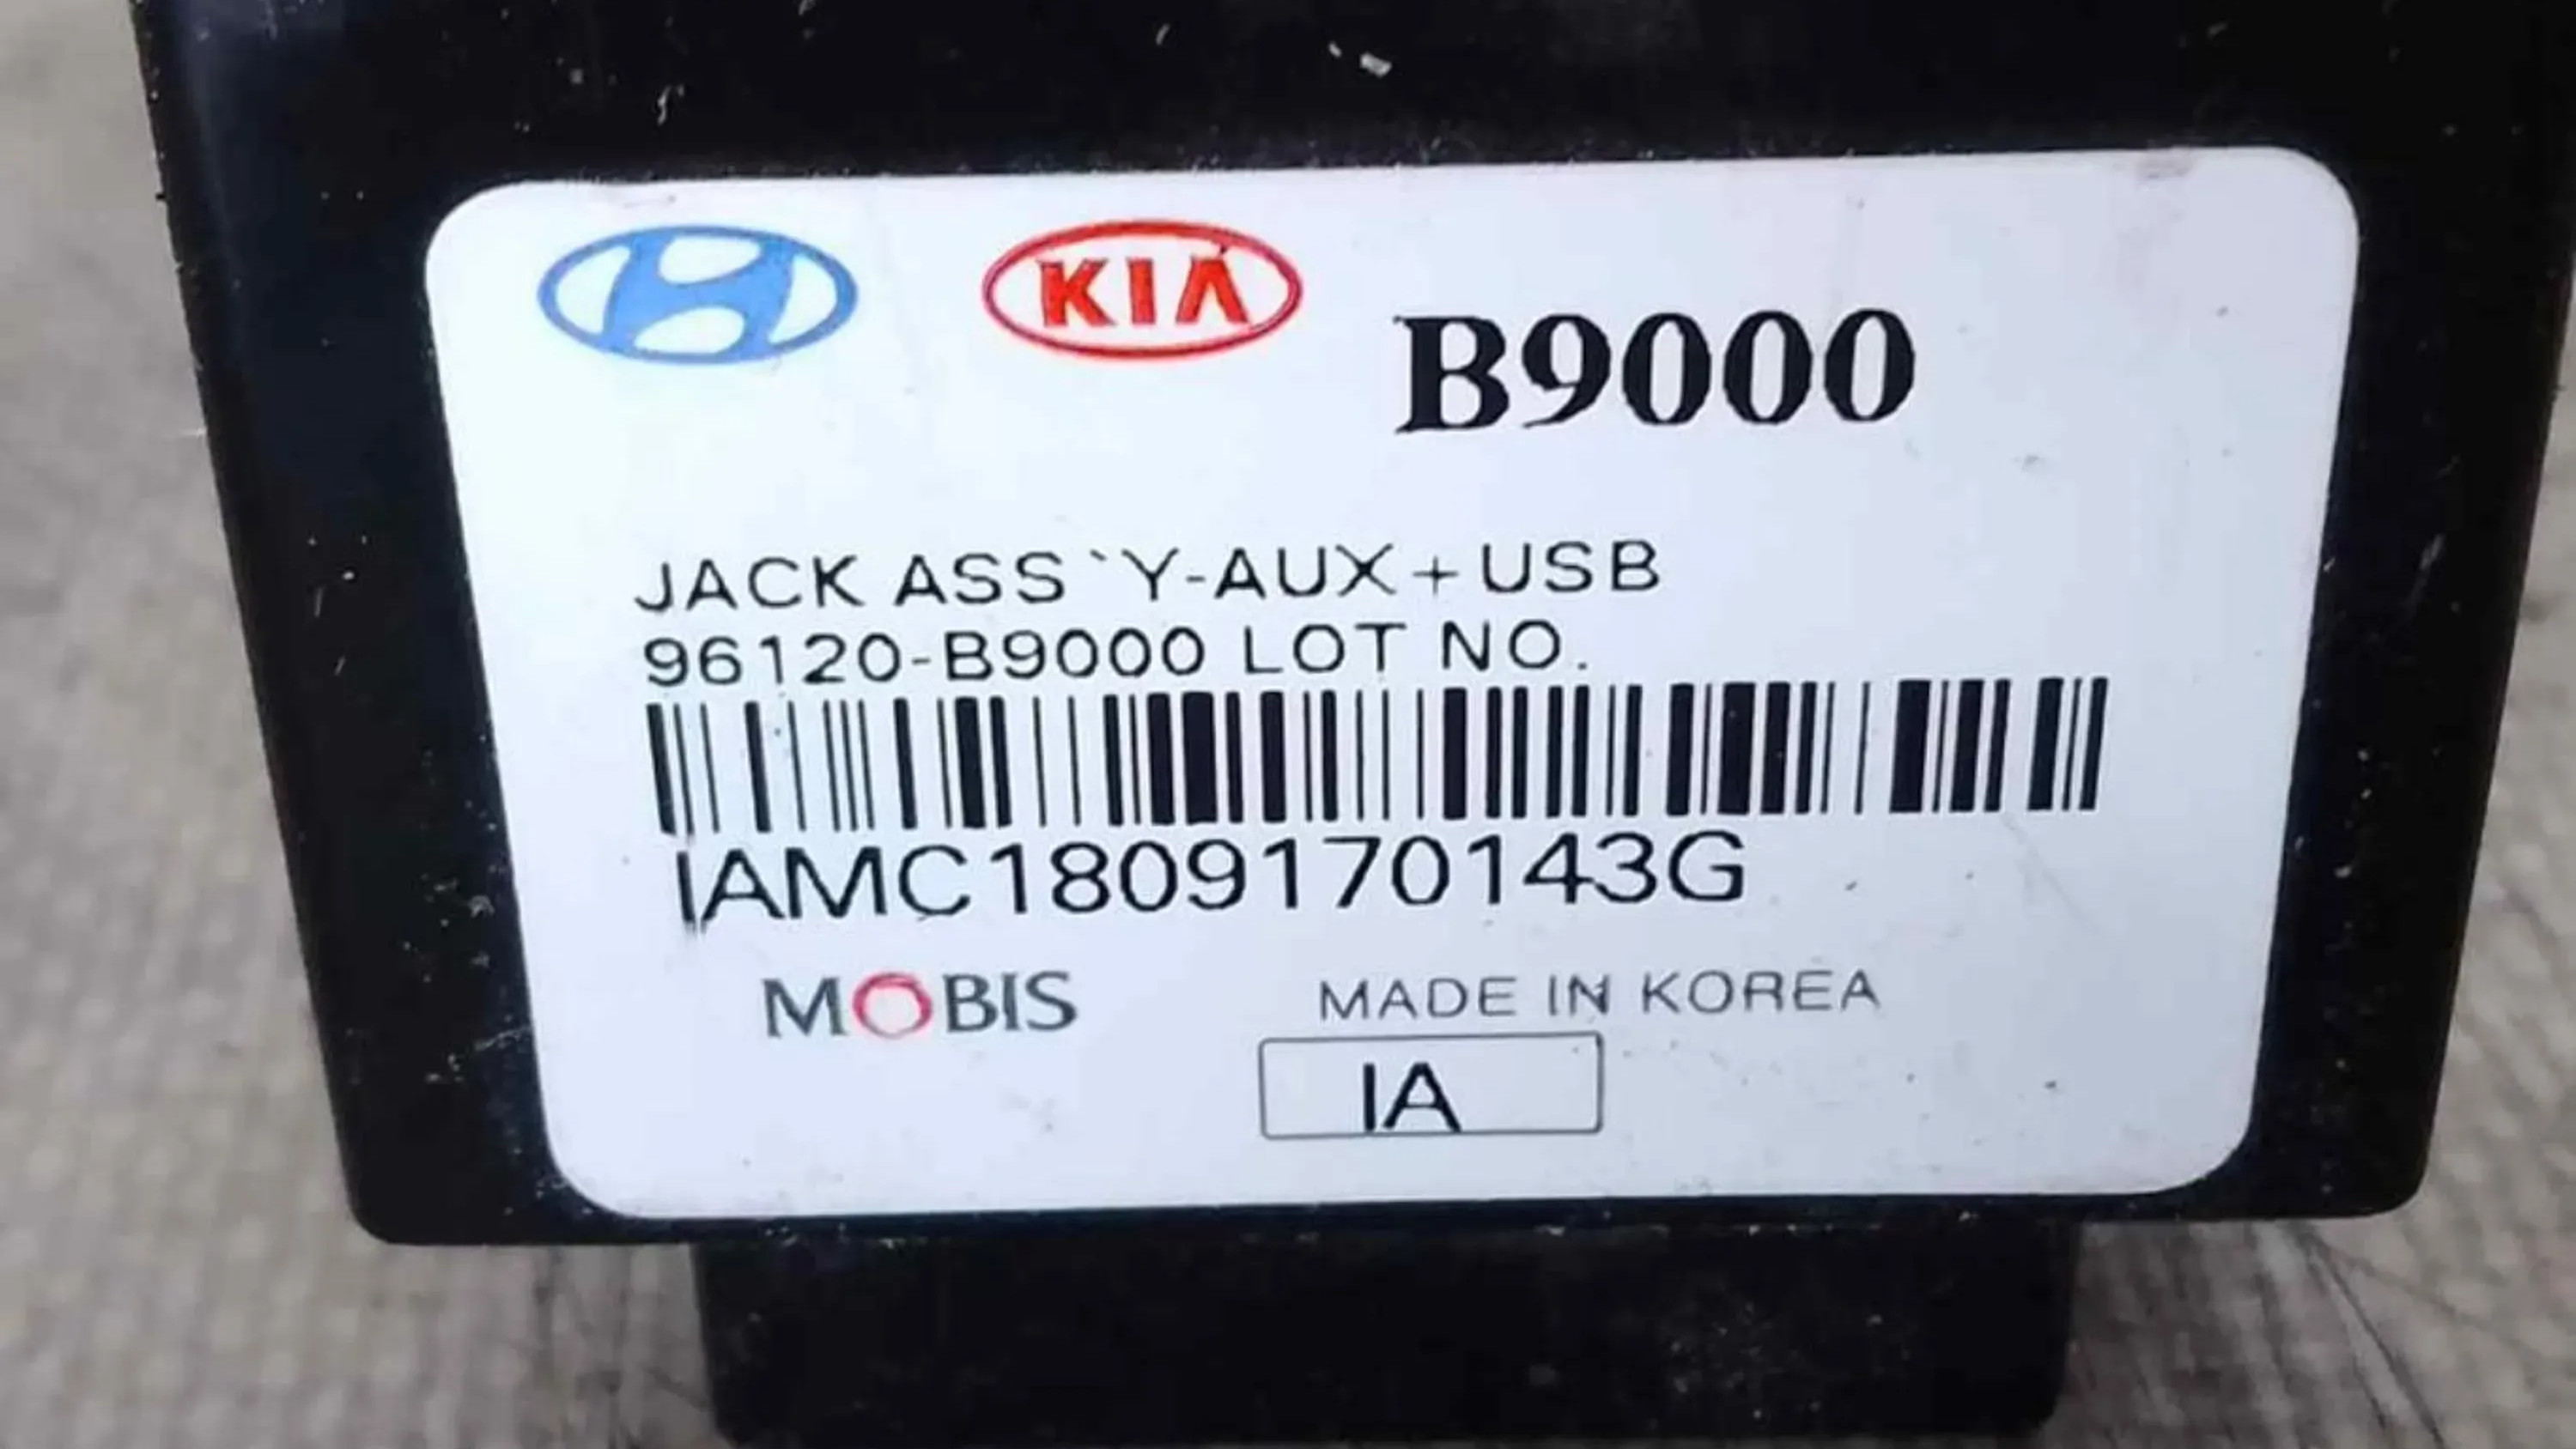 KIA
B9000
JACK ASS`Y-AUX+USB
96120-B9000 LOT NO.
IAMC1809170143G
MOBIS MADE IN KOREA
IA